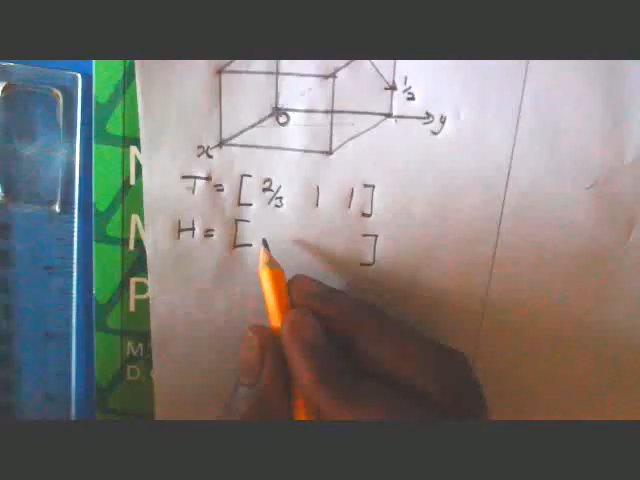 1/2
O
y
x
T = [ 2/3 1 1 ]
H = [ ]
N
M
P
M.
D.